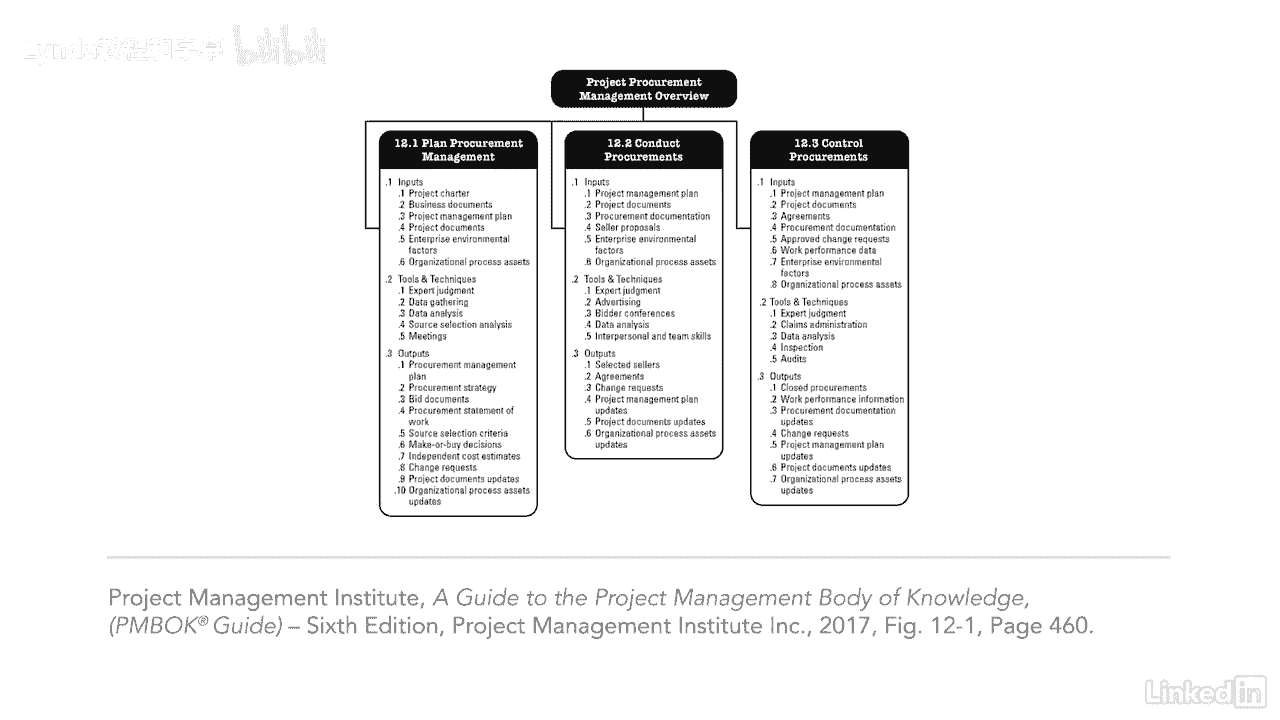 Lynda教程和字幕 bilibili
Project Procurement
Management Overview
12.1 Plan Procurement
Management
.1 Inputs
.1 Project charter
.2 Business documents
.3 Project management plan
.4 Project documents
.5 Enterprise environmental
factors
.6 Organizational process assets
.2 Tools & Techniques
.1 Expert judgment
.2 Data gathering
.3 Data analysis
.4 Source selection analysis
.5 Meetings
.3 Outputs
.1 Procurement management
plan
.2 Procurement strategy
.3 Bid documents
.4 Procurement statement of
work
.5 Source selection criteria
.6 Make-or-buy decisions
.7 Independent cost estimates
.8 Change requests
.9 Project documents updates
.10 Organizational process assets
updates
12.2 Conduct
Procurements
.1 Inputs
.1 Project management plan
.2 Project documents
.3 Procurement documentation
.4 Seller proposals
.5 Enterprise environmental
factors
.6 Organizational process assets
.2 Tools & Techniques
.1 Expert judgment
.2 Advertising
.3 Bidder conferences
.4 Data analysis
.5 Interpersonal and team skills
.3 Outputs
.1 Selected sellers
.2 Agreements
.3 Change requests
.4 Project management plan
updates
.5 Project documents updates
.6 Organizational process assets
updates
12.3 Control
Procurements
.1 Inputs
.1 Project management plan
.2 Project documents
.3 Agreements
.4 Procurement documentation
.5 Approved change requests
.6 Work performance data
.7 Enterprise environmental
factors
.8 Organizational process assets
.2 Tools & Techniques
.1 Expert judgment
.2 Claims administration
.3 Data analysis
.4 Inspection
.5 Audits
.3 Outputs
.1 Closed procurements
.2 Work performance information
.3 Procurement documentation
updates
.4 Change requests
.5 Project management plan
updates
.6 Project documents updates
.7 Organizational process assets
updates
Project Management Institute, A Guide to the Project Management Body of Knowledge,
(PMBOK® Guide) – Sixth Edition, Project Management Institute Inc., 2017, Fig. 12-1, Page 460.
Linked in